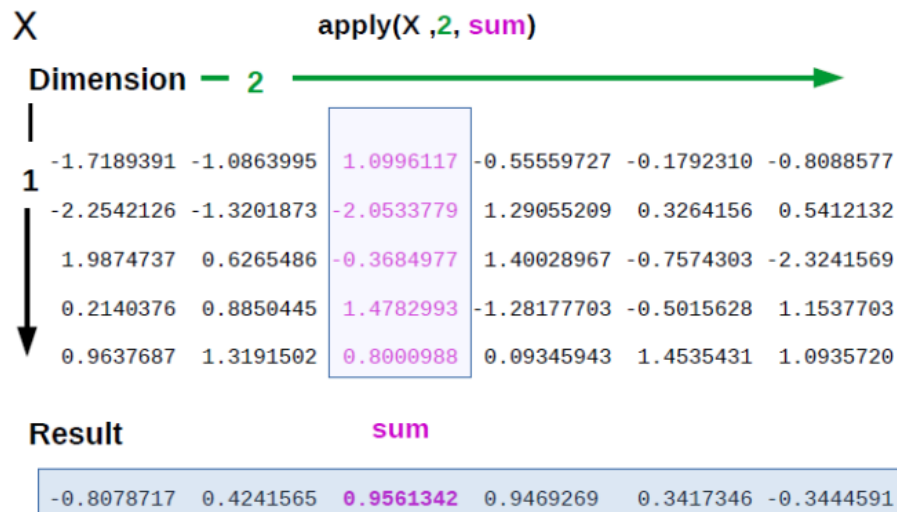 X
apply(X ,2, sum)
Dimension 2
1
-1.7189391 -1.0863995 1.0996117 -0.55559727 -0.1792310 -0.8088577
-2.2542126 -1.3201873 -2.0533779 1.29055209 0.3264156 0.5412132
1.9874737 0.6265486 -0.3684977 1.40028967 -0.7574303 -2.3241569
0.2140376 0.8850445 1.4782993 -1.28177703 -0.5015628 1.1537703
0.9637687 1.3191502 0.8000988 0.09345943 1.4535431 1.0935720
Result sum
-0.8078717 0.4241565 0.9561342 0.9469269 0.3417346 -0.3444591